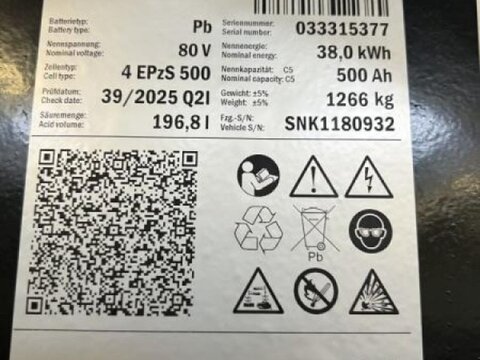 Batterietyp: Pb Seriennummer: 033315377
Battery type: Serial number:
Nennspannung: 80 V Nennenergie: 38,0 kWh
Nominal voltage: Nominal energy:
Zellentyp: 4 EPzS 500 Nennkapazität: C5 500 Ah
Cell type: Nominal capacity: C5
Prüfdatum: 39/2025 Q2I Gewicht: ±5% 1266 kg
Check date: Weight: ±5%
Säuremenge: 196,8 l Fzg.-S/N: SNK1180932
Acid volume: Vehicle S/N:
Pb